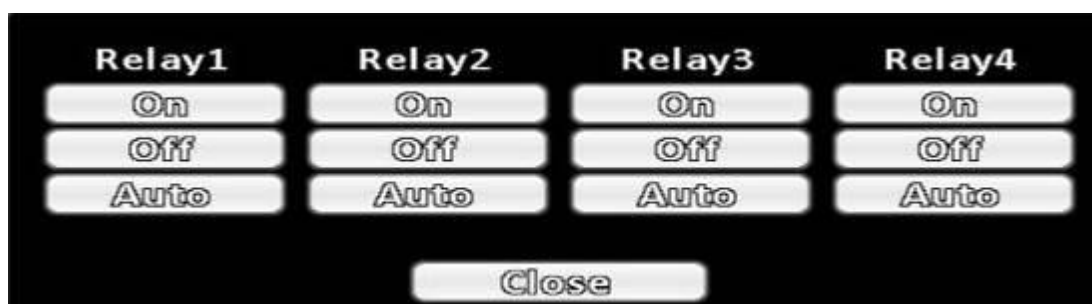 Relay1 Relay2 Relay3 Relay4
On On On On
Off Off Off Off
Auto Auto Auto Auto
Close